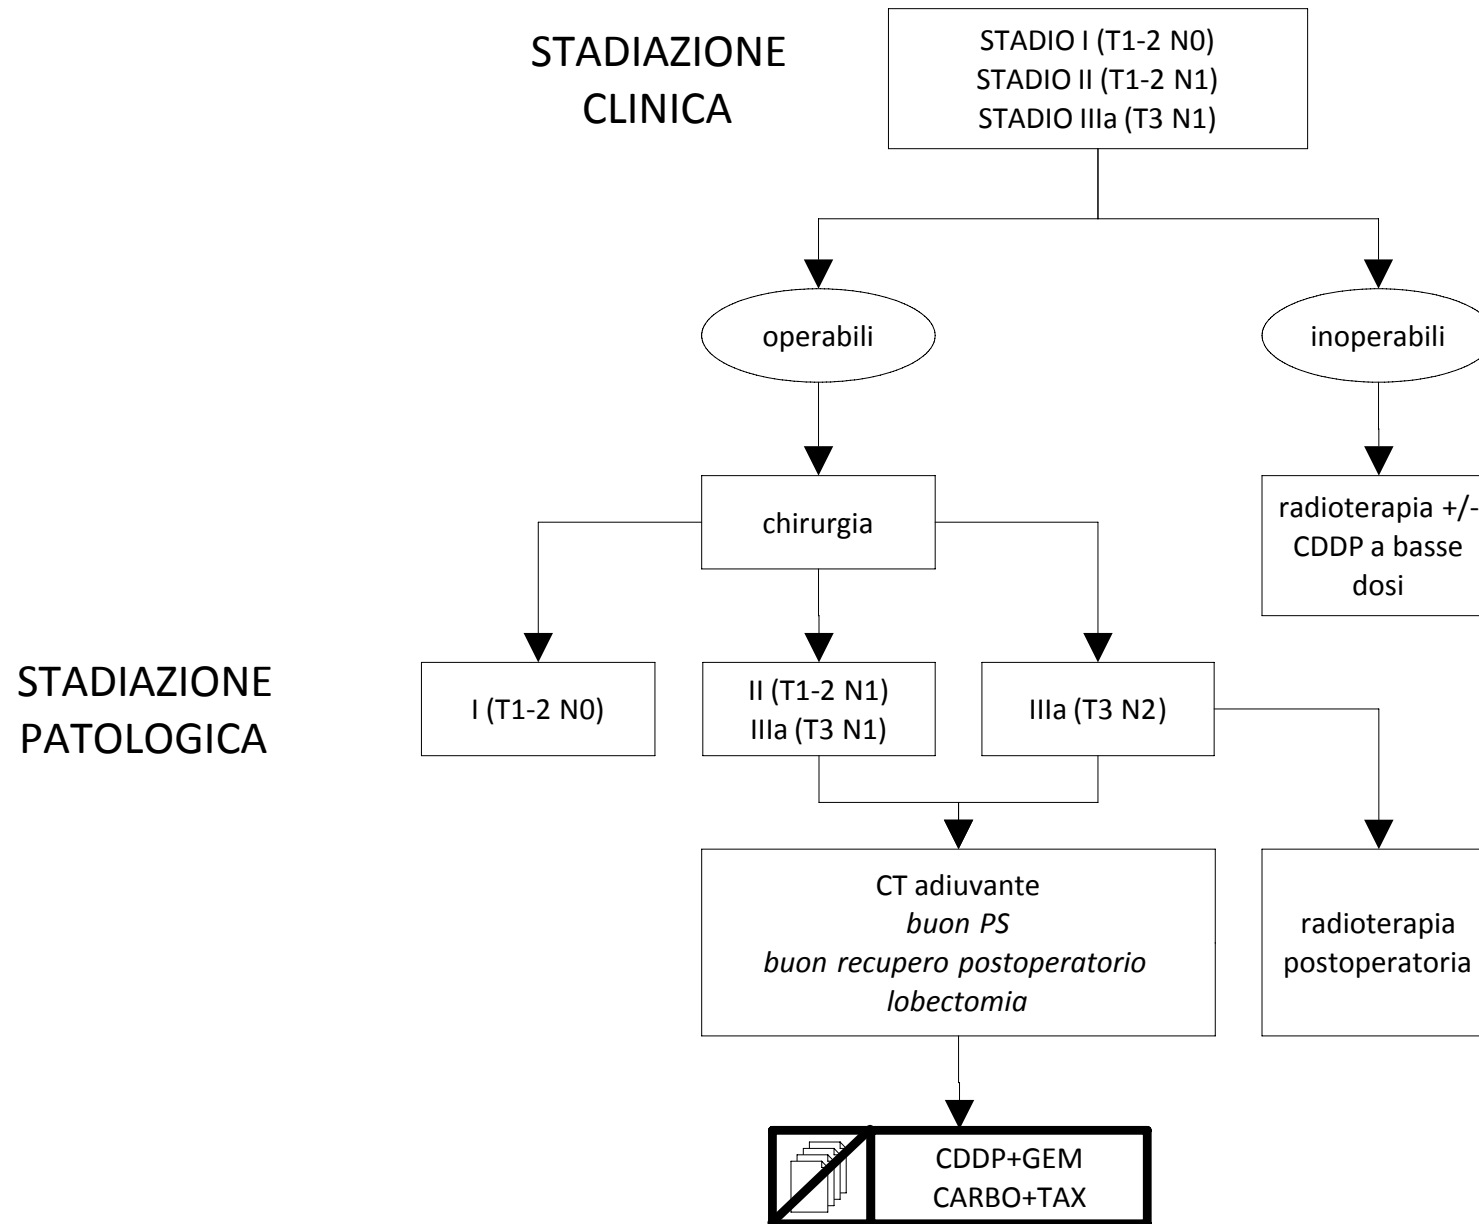 STADIAZIONE
CLINICA
STADIO I (T1-2 N0)
STADIO II (T1-2 N1)
STADIO IIIa (T3 N1)
operabili
inoperabili
chirurgia
radioterapia +/-
CDDP a basse
dosi
STADIAZIONE
PATOLOGICA
I (T1-2 N0)
II (T1-2 N1)
IIIa (T3 N1)
IIIa (T3 N2)
CT adiuvante
buon PS
buon recupero postoperatorio
lobectomia
radioterapia
postoperatoria
CDDP+GEM
CARBO+TAX